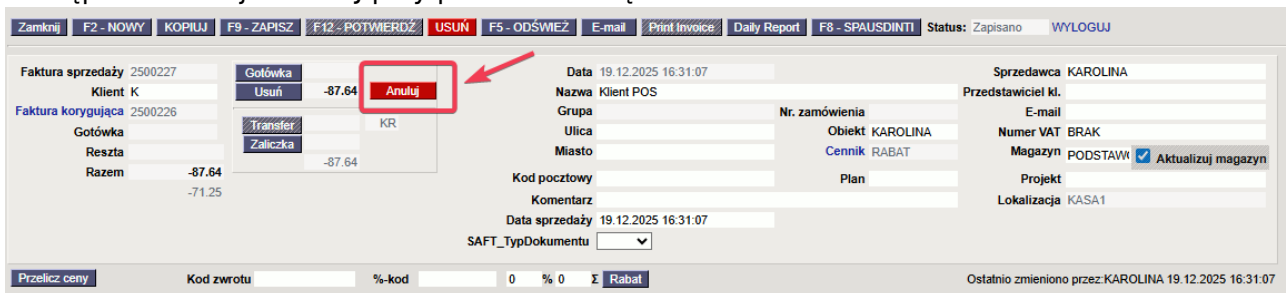 Zamknij F2 - NOWY KOPIUJ F9 - ZAPISZ F12 - POTWIERDŹ USUŃ F5 - ODŚWIEŻ E-mail Print Invoice Daily Report F8 - SPAUSDINTI Status: Zapisano WYLOGUJ
Faktura sprzedaży 2500227 Gotówka Data 19.12.2025 16:31:07 Sprzedawca KAROLINA
Klient K Usuń -87.64 Anuluj Nazwa Klient POS Przedstawiciel kl.
Faktura korygująca 2500226 Grupa Nr. zamówienia E-mail
Gotówka Transfer KR Ulica Obiekt KAROLINA Numer VAT BRAK
Reszta Zaliczka Miasto Cennik RABAT Magazyn PODSTAW Aktualizuj magazyn
Razem -87.64 -87.64 Kod pocztowy Plan Projekt
-71.25 Komentarz Lokalizacja KASA1
Data sprzedaży 19.12.2025 16:31:07
SAFT_TypDokumentu
Przelicz ceny Kod zwrotu %-kod 0 % 0 Σ Rabat Ostatnio zmieniono przez:KAROLINA 19.12.2025 16:31:07